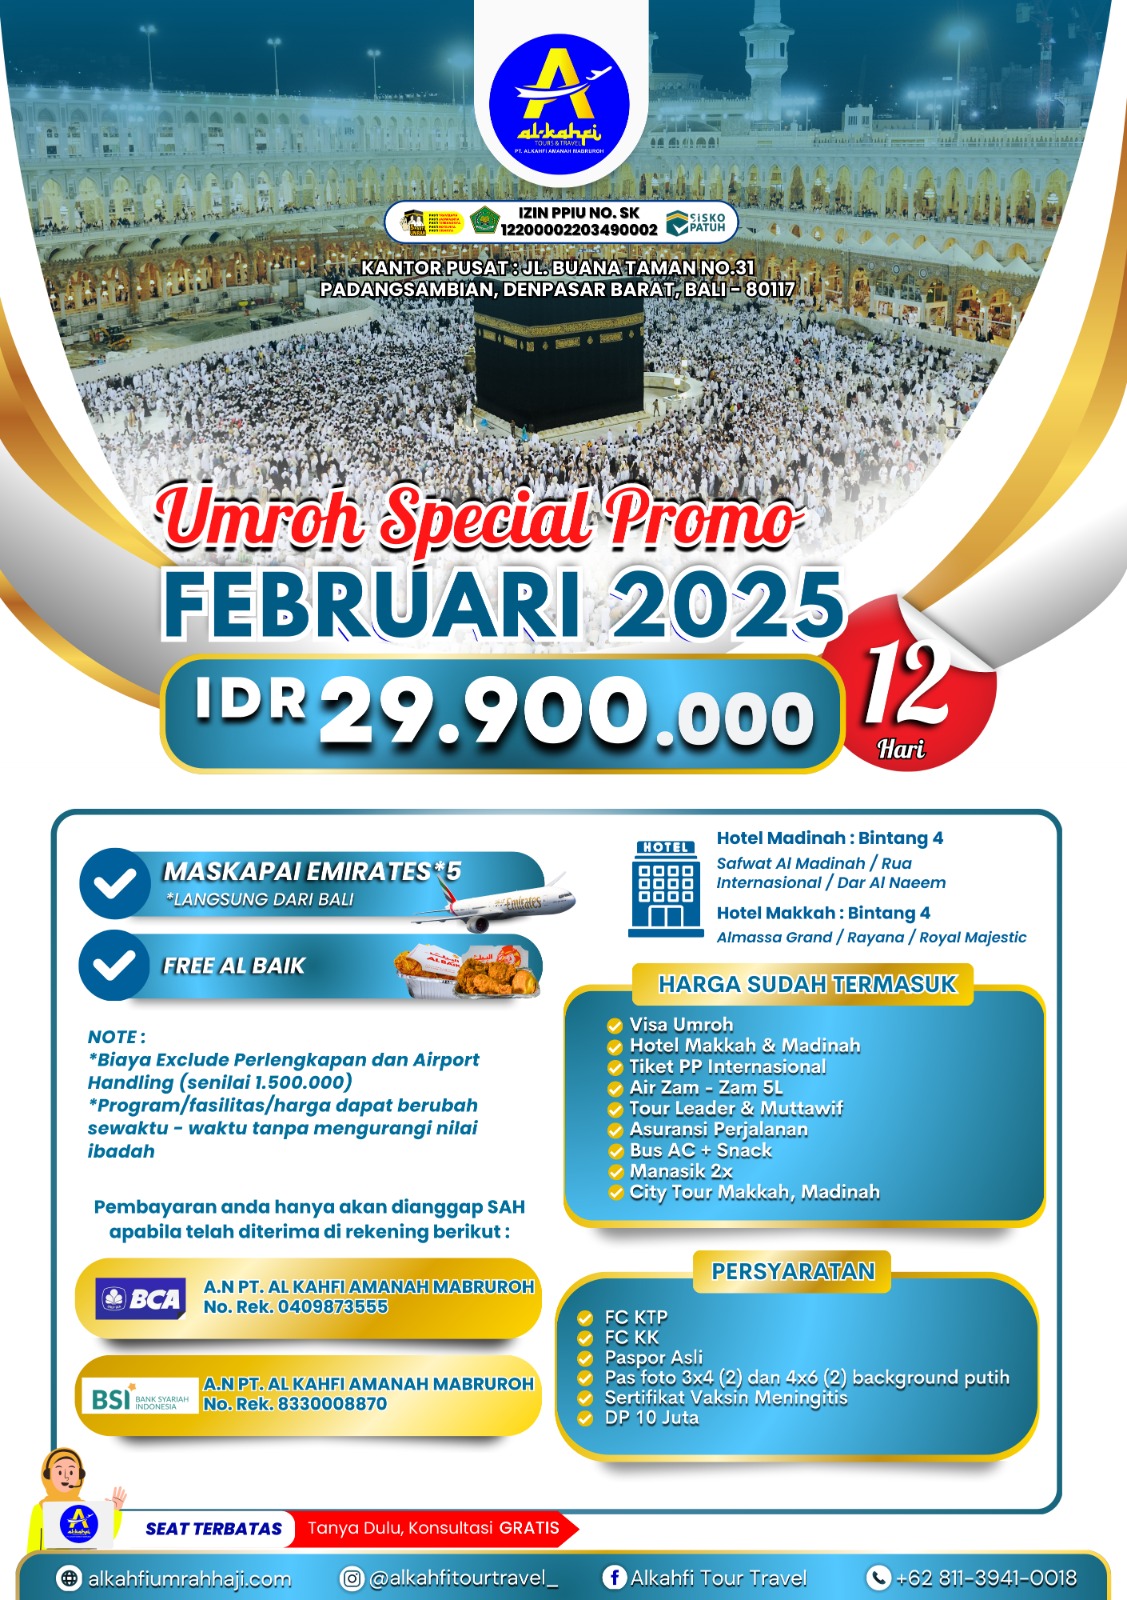 A
al-kahfi
TOURS & TRAVEL
PT. ALKAHFI AMANAH MABRUROH
IZIN PPIU NO. SK
12200002203490002
SISKO
PATUH
KANTOR PUSAT : JL. BUANA TAMAN NO.31
PADANGSAMBIAN, DENPASAR BARAT, BALI - 80117
Umroh Special Promo
FEBRUARI 2025
IDR 29.900.000
12
Hari
MASKAPAI EMIRATES*5
*LANGSUNG DARI BALI
Emirates
FREE AL BAIK
ALBAIK
NOTE :
*Biaya Exclude Perlengkapan dan Airport
Handling (senilai 1.500.000)
*Program/fasilitas/harga dapat berubah
sewaktu - waktu tanpa mengurangi nilai
ibadah
Pembayaran anda hanya akan dianggap SAH
apabila telah diterima di rekening berikut :
BCA
A.N PT. AL KAHFI AMANAH MABRUROH
No. Rek. 0409873555
BSI BANK SYARIAH
INDONESIA
A.N PT. AL KAHFI AMANAH MABRUROH
No. Rek. 8330008870
HOTEL
Hotel Madinah : Bintang 4
Safwat Al Madinah / Rua
Internasional / Dar Al Naeem
Hotel Makkah : Bintang 4
Almassa Grand / Rayana / Royal Majestic
HARGA SUDAH TERMASUK
Visa Umroh
Hotel Makkah & Madinah
Tiket PP Internasional
Air Zam - Zam 5L
Tour Leader & Muttawif
Asuransi Perjalanan
Bus AC + Snack
Manasik 2x
City Tour Makkah, Madinah
PERSYARATAN
FC KTP
FC KK
Paspor Asli
Pas foto 3x4 (2) dan 4x6 (2) background putih
Sertifikat Vaksin Meningitis
DP 10 Juta
A
al-kahfi
SEAT TERBATAS
Tanya Dulu, Konsultasi GRATIS
alkahfiumrahhaji.com
@alkahfitourtravel_
Alkahfi Tour Travel
+62 811-3941-0018